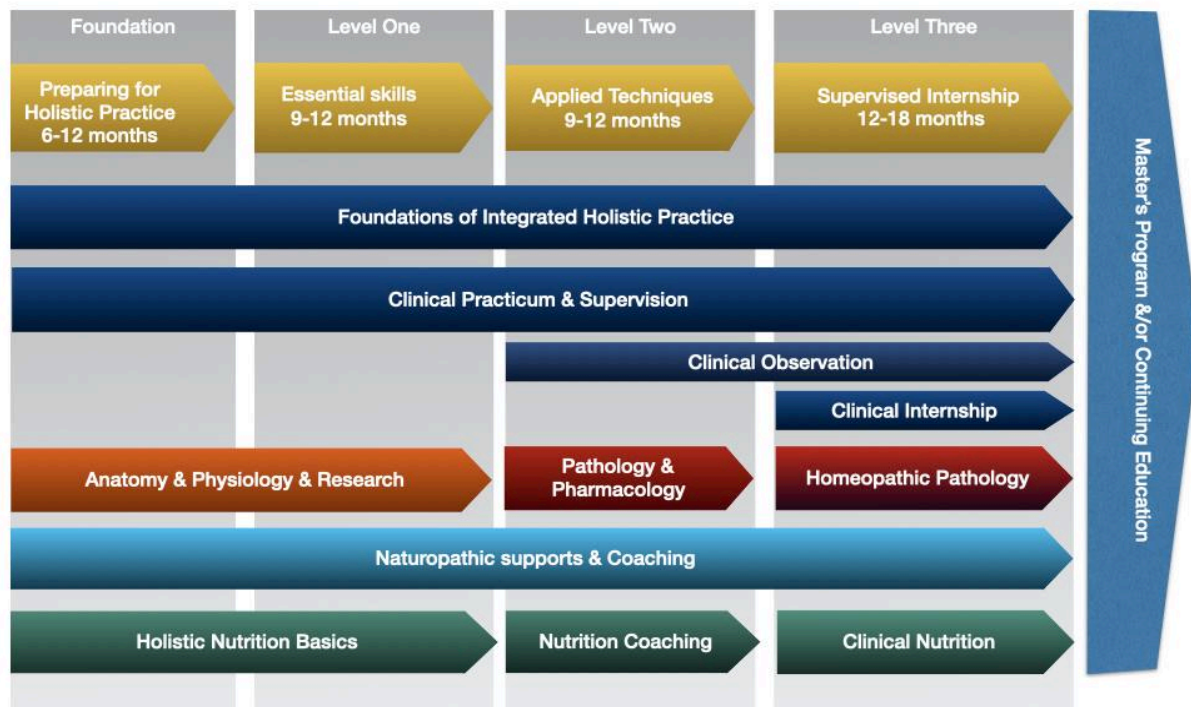 Foundation
Level One
Level Two
Level Three
Preparing for
Holistic Practice
6-12 months
Essential skills
9-12 months
Applied Techniques
9-12 months
Supervised Internship
12-18 months
Foundations of Integrated Holistic Practice
Clinical Practicum & Supervision
Clinical Observation
Clinical Internship
Anatomy & Physiology & Research
Pathology &
Pharmacology
Homeopathic Pathology
Naturopathic supports & Coaching
Holistic Nutrition Basics
Nutrition Coaching
Clinical Nutrition
Master's Program &/or Continuing Education